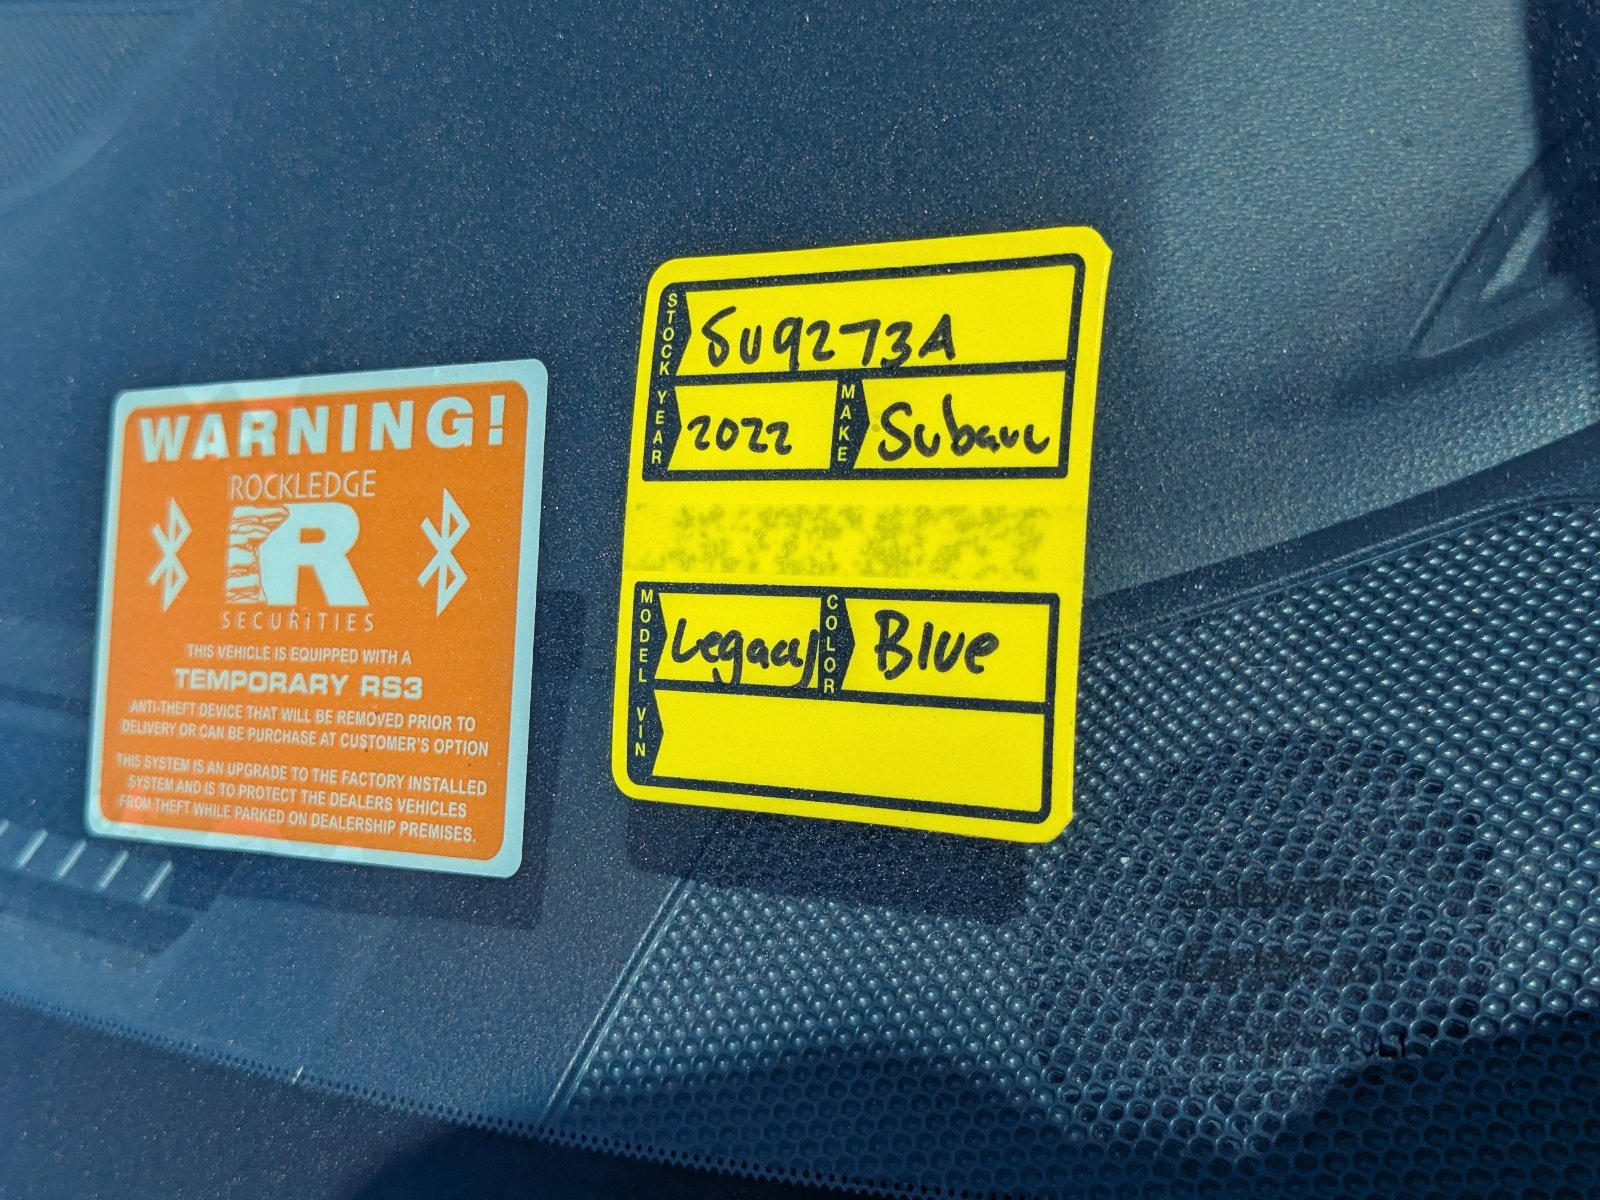 WARNING!
ROCKLEDGE
R
SECURITIES
THIS VEHICLE IS EQUIPPED WITH A
TEMPORARY RS3
ANTI-THEFT DEVICE THAT WILL BE REMOVED PRIOR TO
DELIVERY OR CAN BE PURCHASE AT CUSTOMER'S OPTION
THIS SYSTEM IS AN UPGRADE TO THE FACTORY INSTALLED
SYSTEM AND IS TO PROTECT THE DEALERS VEHICLES
FROM THEFT WHILE PARKED ON DEALERSHIP PREMISES.
STOCK SU9273A
YEAR 2022 MAKE Subaru
MODEL Legacy COLOR Blue
VIN